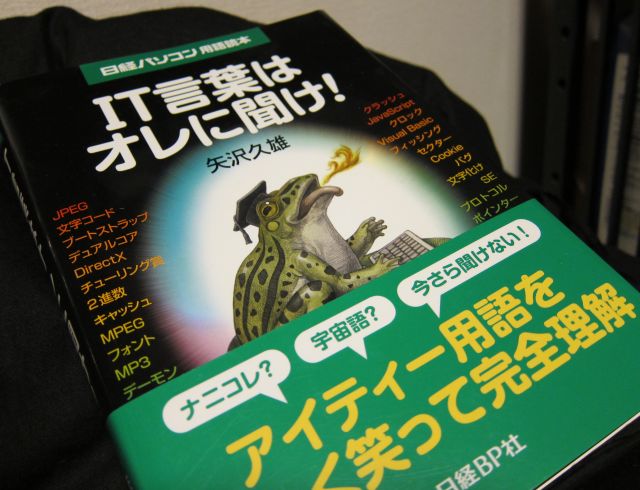 日経パソコン 用語読本
IT言葉は
オレに聞け!
矢沢久雄
JPEG
文字コード
ブートストラップ
デュアルコア
DirectX
チューリング賞
2進数
キャッシュ
MPEG
フォント
MP3
デーモン
クラッシュ
JavaScript
クロック
Visual Basic
フィッシング
セクター
Cookie
バグ
文字化け
SE
プロトコル
ポインター
ナニコレ?
宇宙語?
今さら聞けない!
アイティー用語を
く笑って完全理解
日経BP社